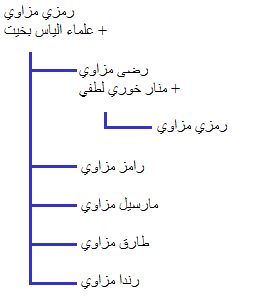 رمزي مزاوي
+ علماء الياس بخيت
رضى مزاوي
+ منار خوري لطفي
رمزي مزاوي
رامز مزاوي
مارسيل مزاوي
طارق مزاوي
رندا مزاوي